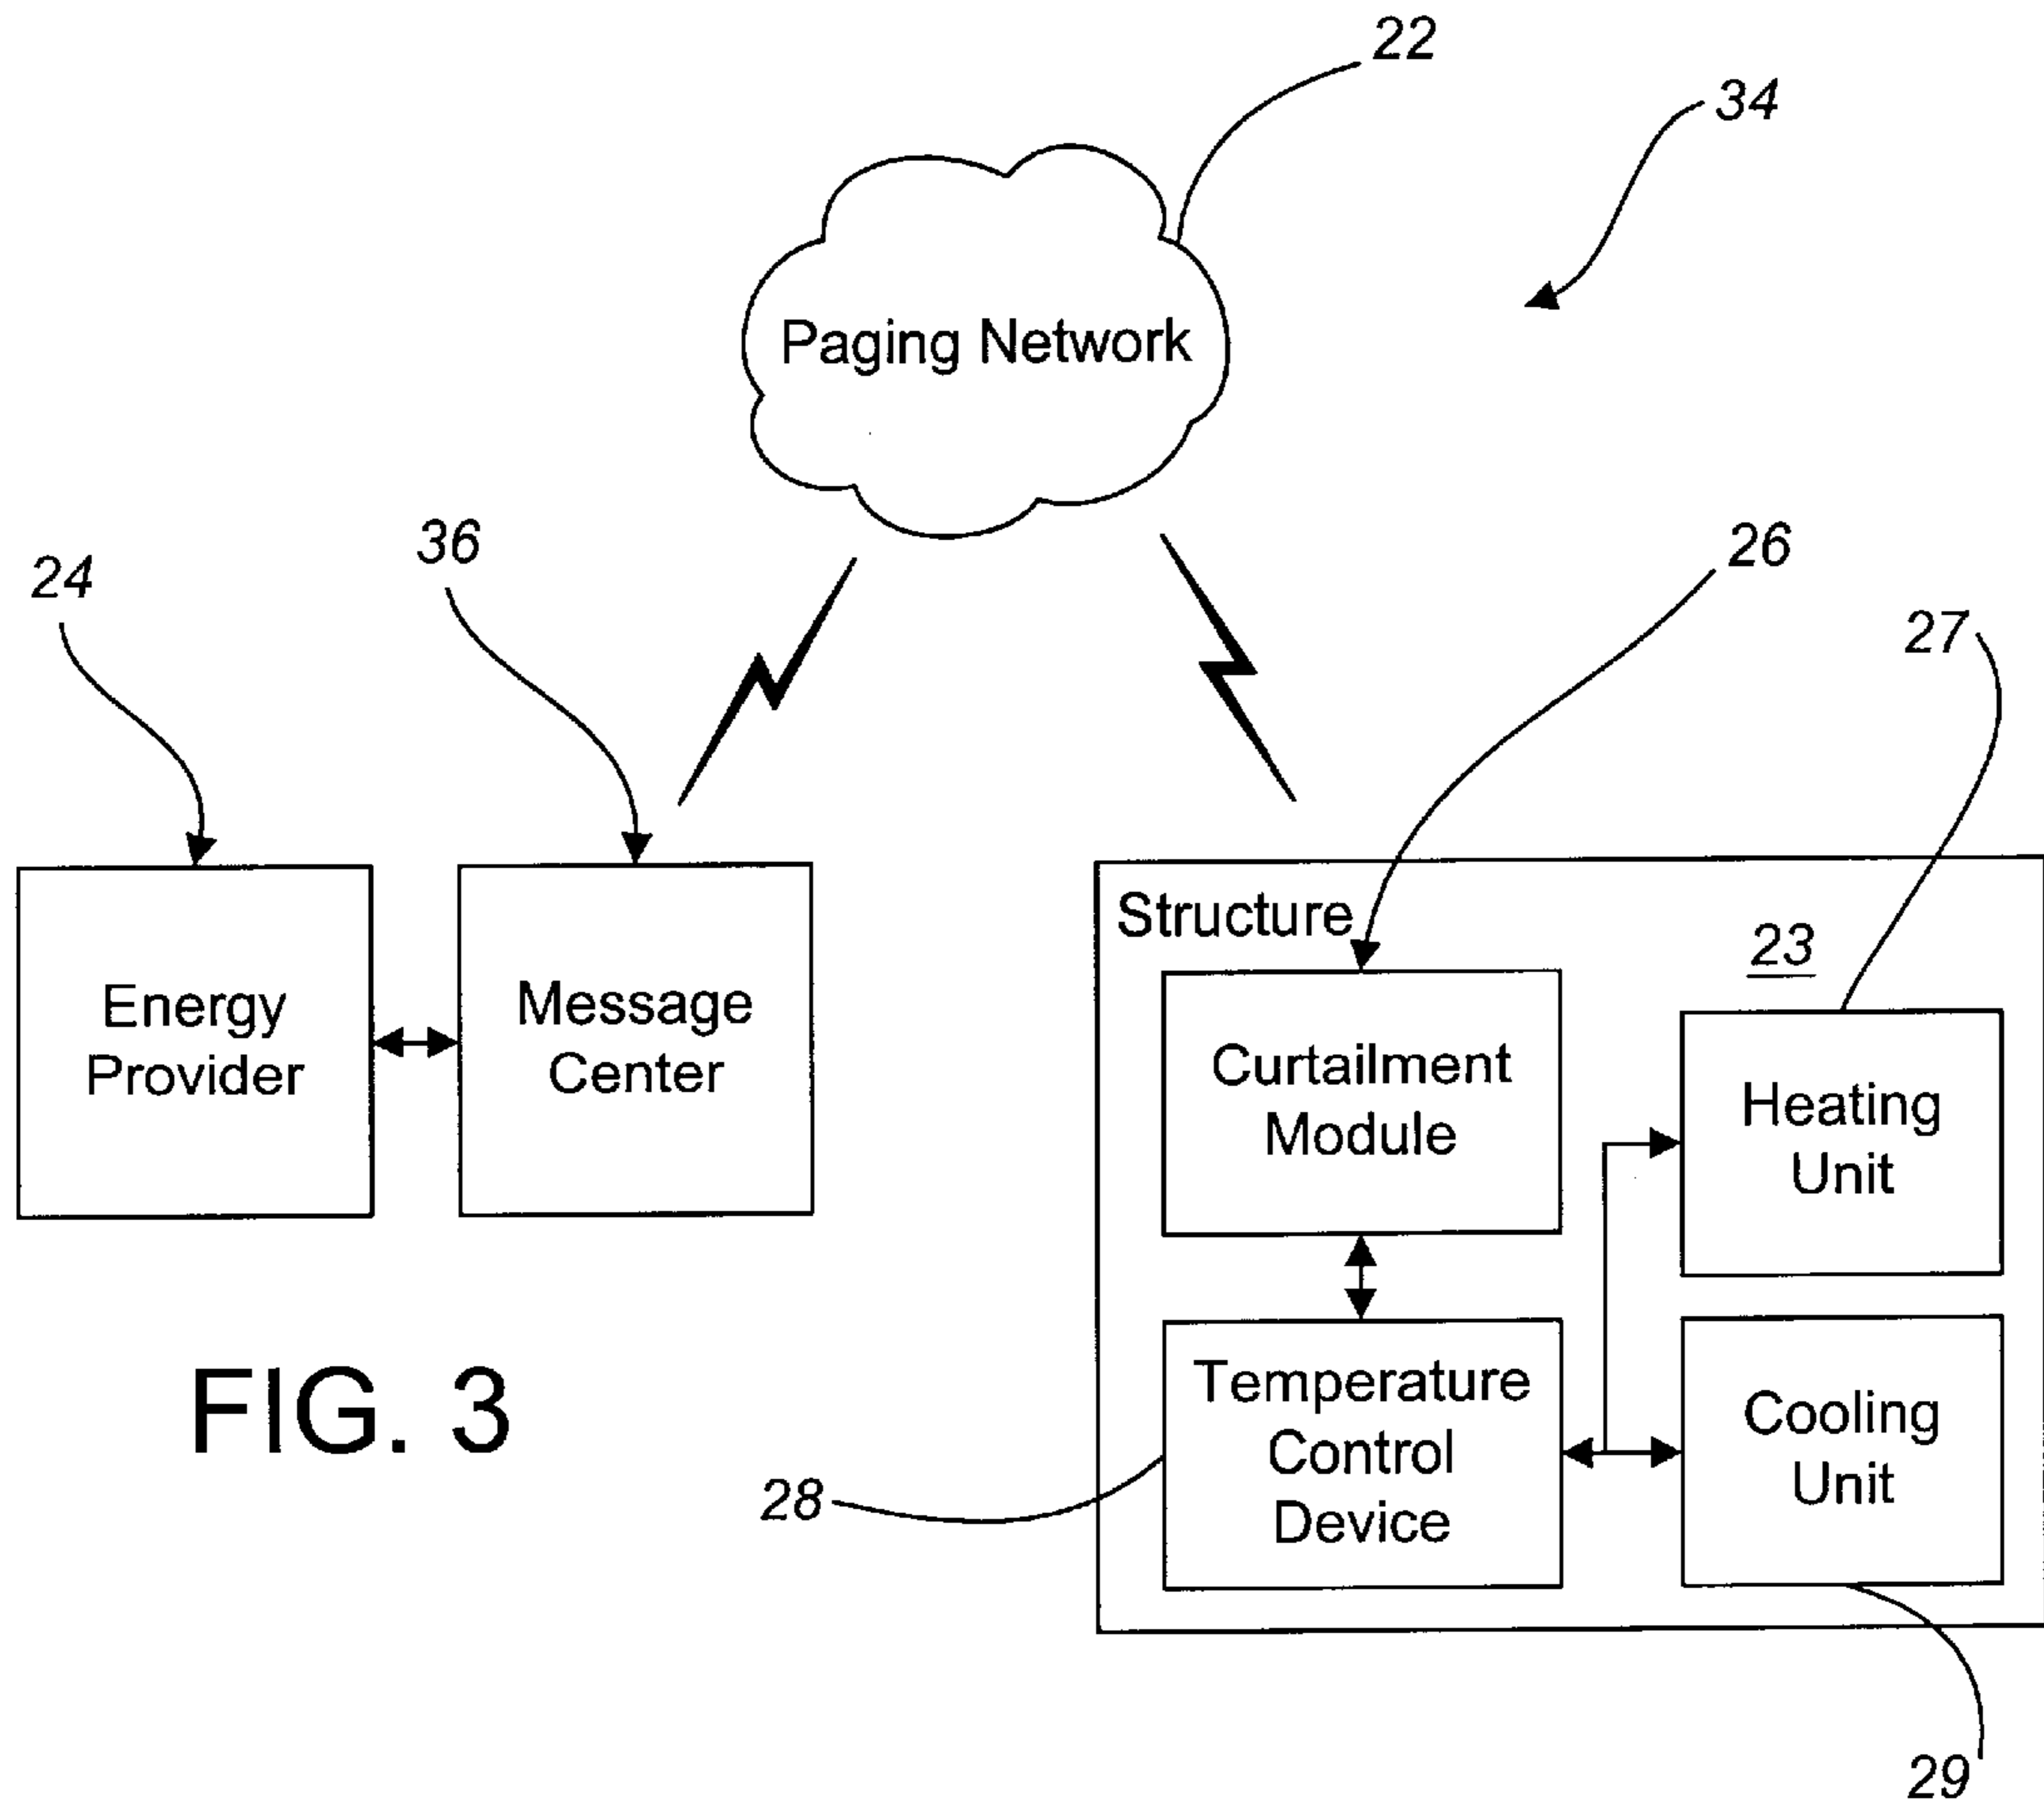 22
34
Paging Network
24
36
26
27
Energy
Provider
Message
Center
Structure
23
Curtailment
Module
Heating
Unit
Temperature
Control
Device
Cooling
Unit
28
29
FIG. 3